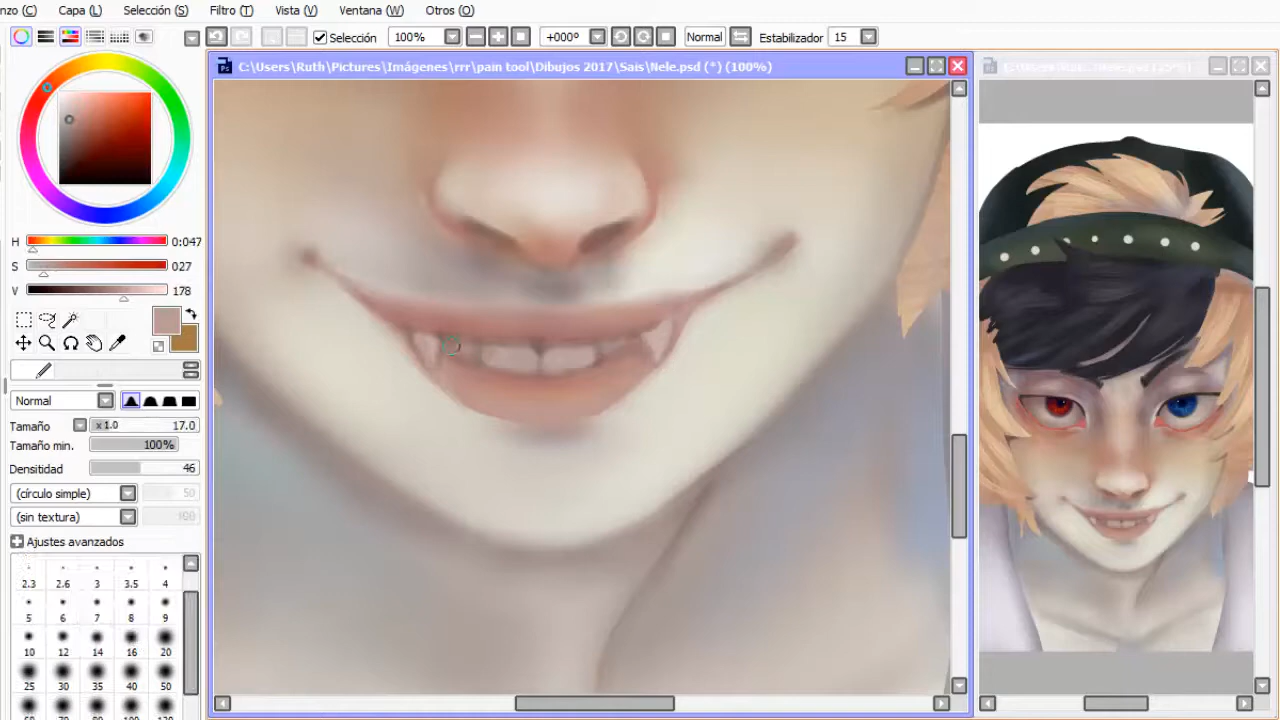 nzo (C) Capa (L) Selección (S) Filtro (T) Vista (V) Ventana (W) Otros (O)
Selección 100% +000° Normal Estabilizador 15
C:\Users\Ruth\Pictures\Imágenes\rrr\pain tool\Dibujos 2017\Sais\Nele.psd (*) (100%)
H 0:047
S 027
V 178
Normal
Tamaño x1.0 17.0
Tamaño min. 100%
Densitidad 46
(círculo simple) 50
(sin textura) 100
Ajustes avanzados
2.3 2.6 3 3.5 4
5 6 7 8 9
10 12 14 16 20
25 30 35 40 50